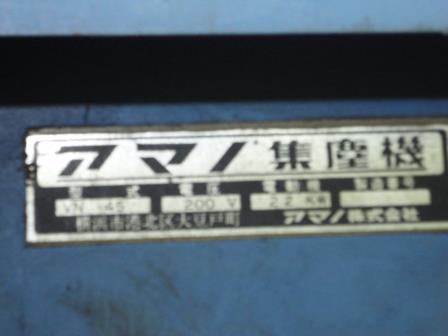 アマノ集塵機
型式 電圧 電動機 製造番号
VN 45 200 V 2.2 KW
横浜市港北区大豆戸町 アマノ株式会社